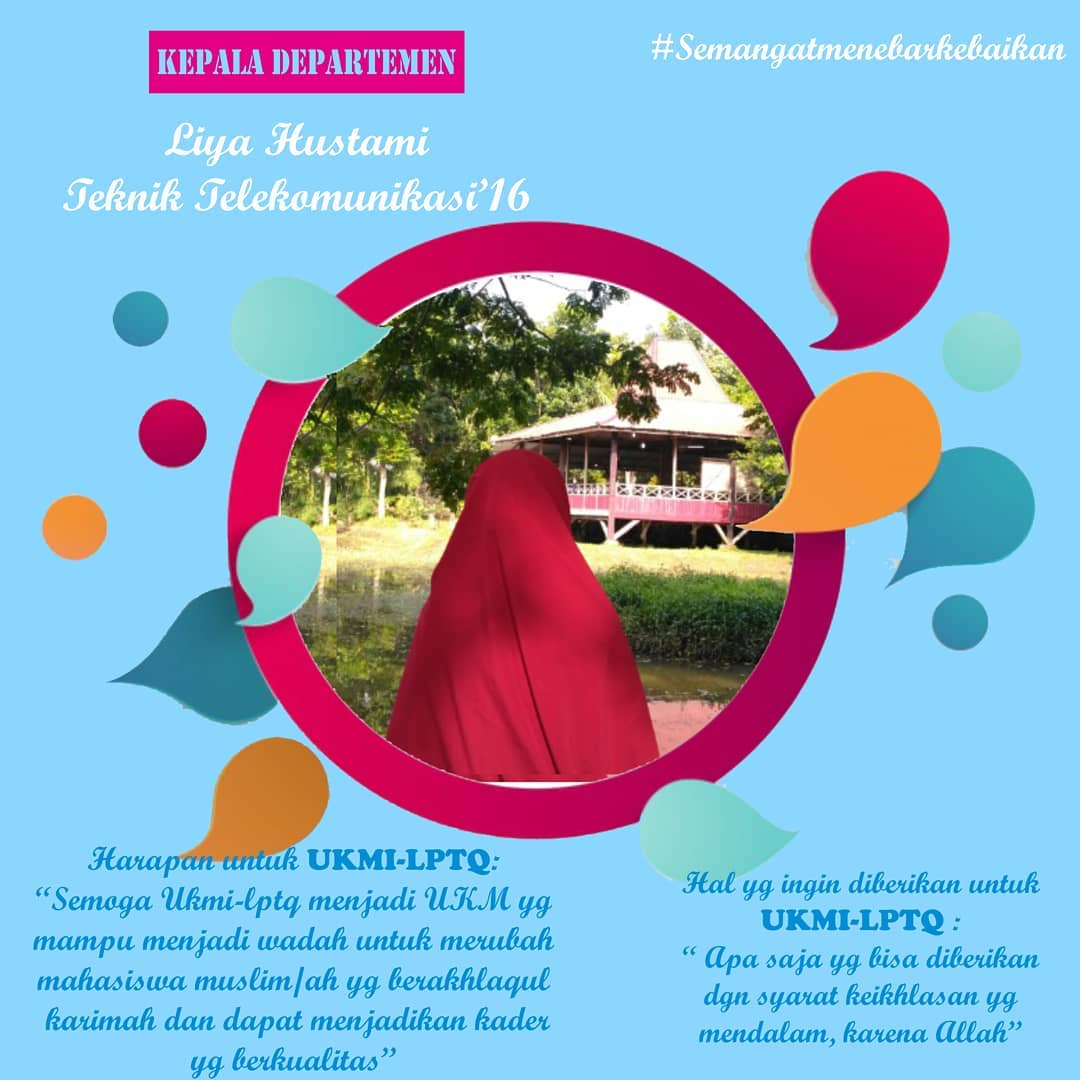 KEPALA DEPARTEMEN
#Semangatmenebarkebaikan
Liya Hustami
Teknik Telekomunikasi'16
Harapan untuk UKMI-LPTQ:
“Semoga Ukmi-lptq menjadi UKM yg
mampu menjadi wadah untuk merubah
mahasiswa muslim/ah yg berakhlaqul
karimah dan dapat menjadikan kader
yg berkualitas”
Hal yg ingin diberikan untuk
UKMI-LPTQ :
“ Apa saja yg bisa diberikan
dgn syarat keikhlasan yg
mendalam, karena Allah”